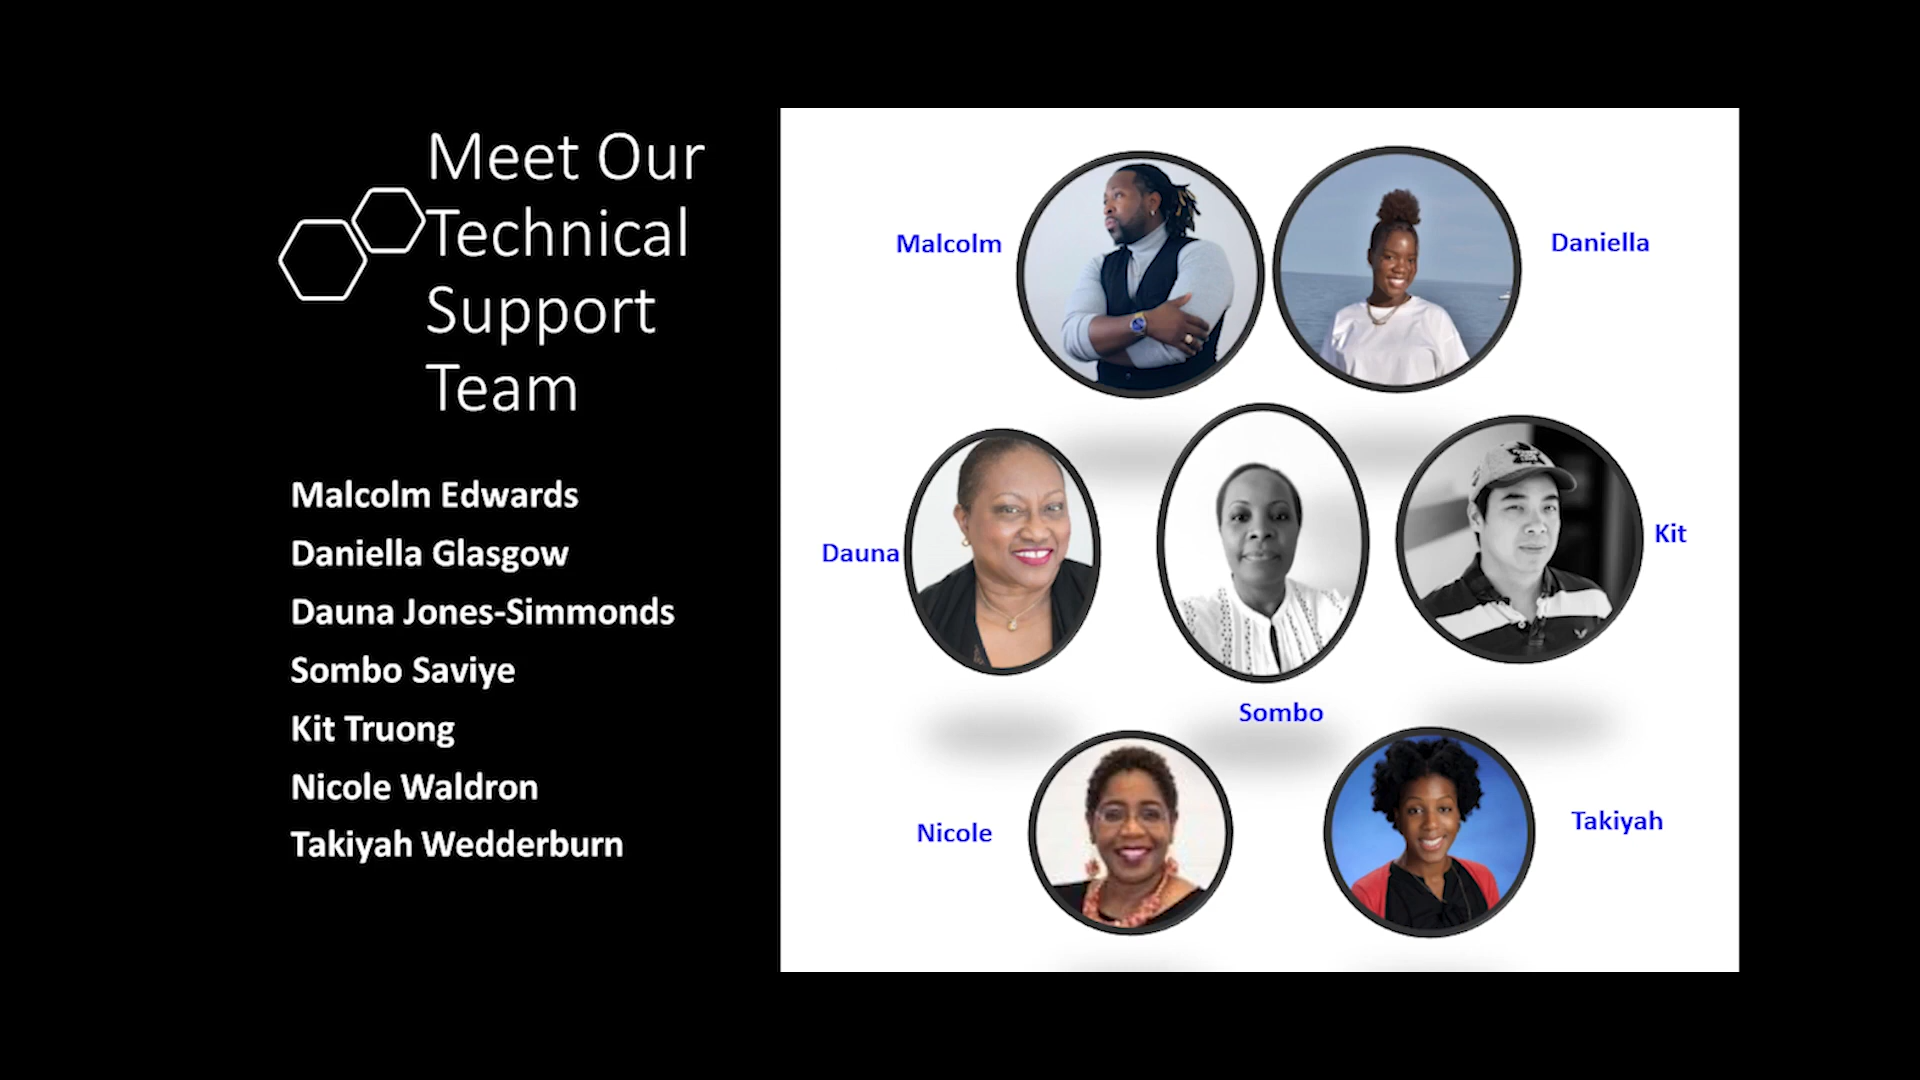 Meet Our
Technical
Support
Team
Malcolm Edwards
Daniella Glasgow
Dauna Jones-Simmonds
Sombo Saviye
Kit Truong
Nicole Waldron
Takiyah Wedderburn
Malcolm
Daniella
Dauna
Kit
Sombo
Nicole
Takiyah